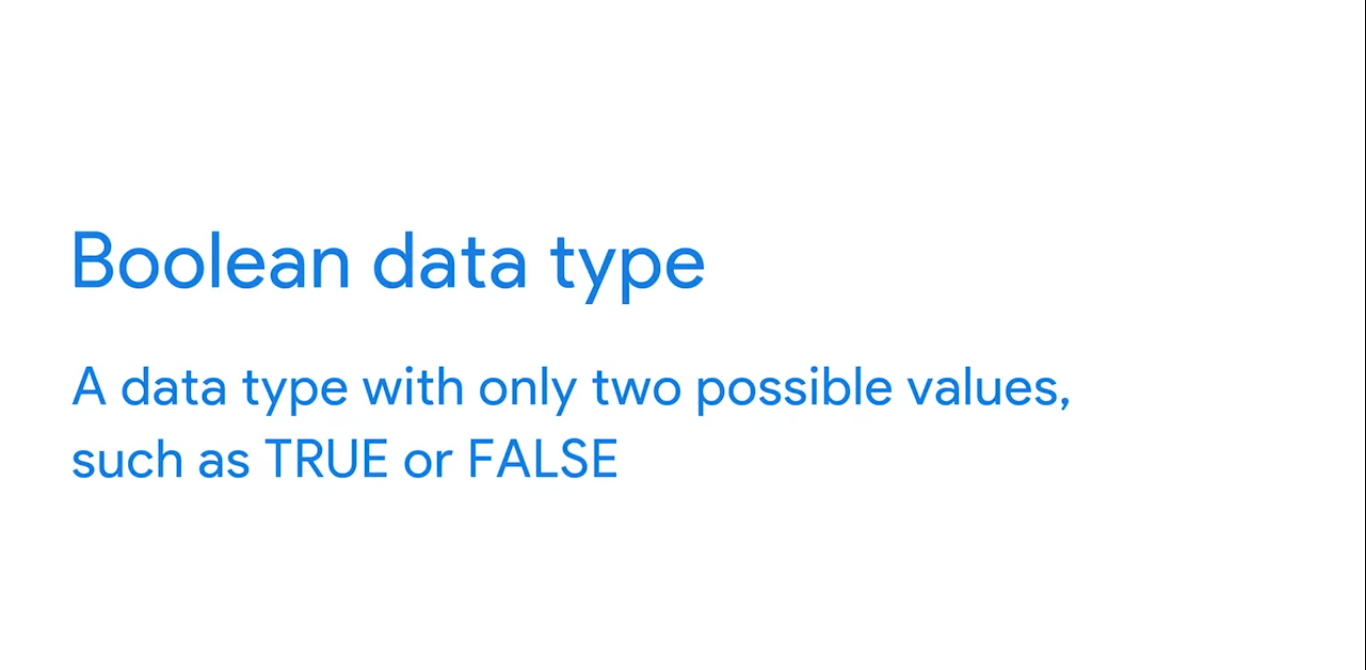 Boolean data type
A data type with only two possible values,
such as TRUE or FALSE